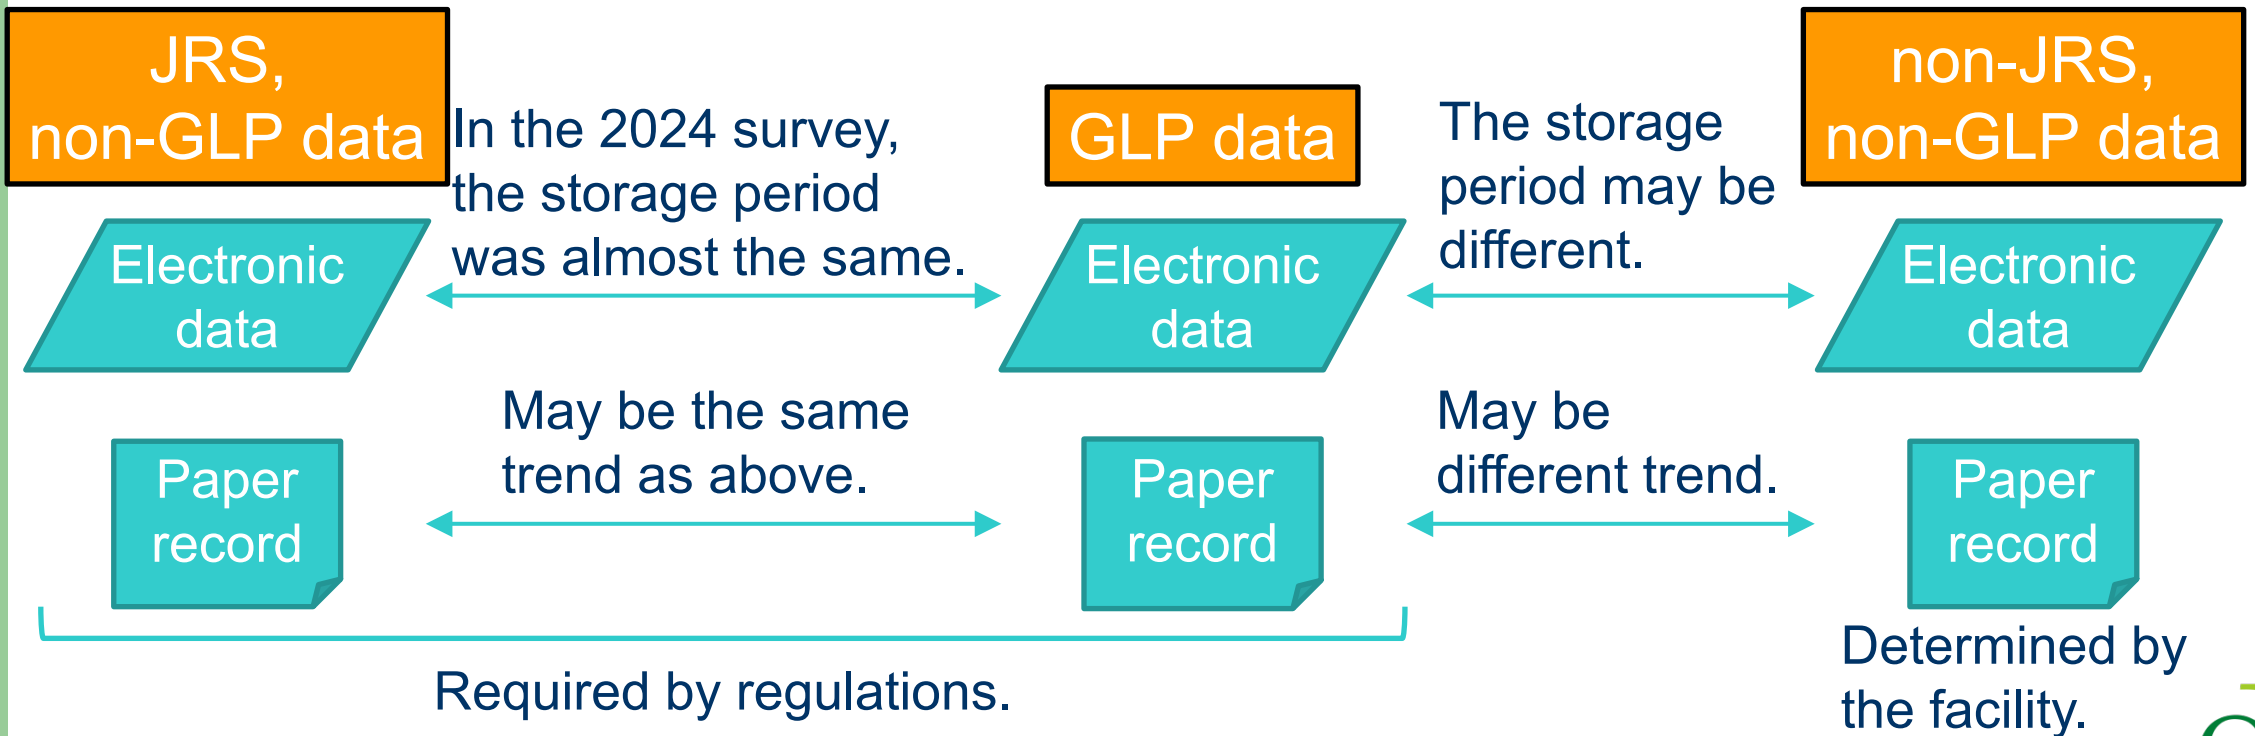 JRS,
non-GLP data
In the 2024 survey,
the storage period
was almost the same.
GLP data
The storage
period may be
different.
non-JRS,
non-GLP data
Electronic
data
Electronic
data
Electronic
data
May be the same
trend as above.
May be
different trend.
Paper
record
Paper
record
Paper
record
Required by regulations.
Determined by
the facility.